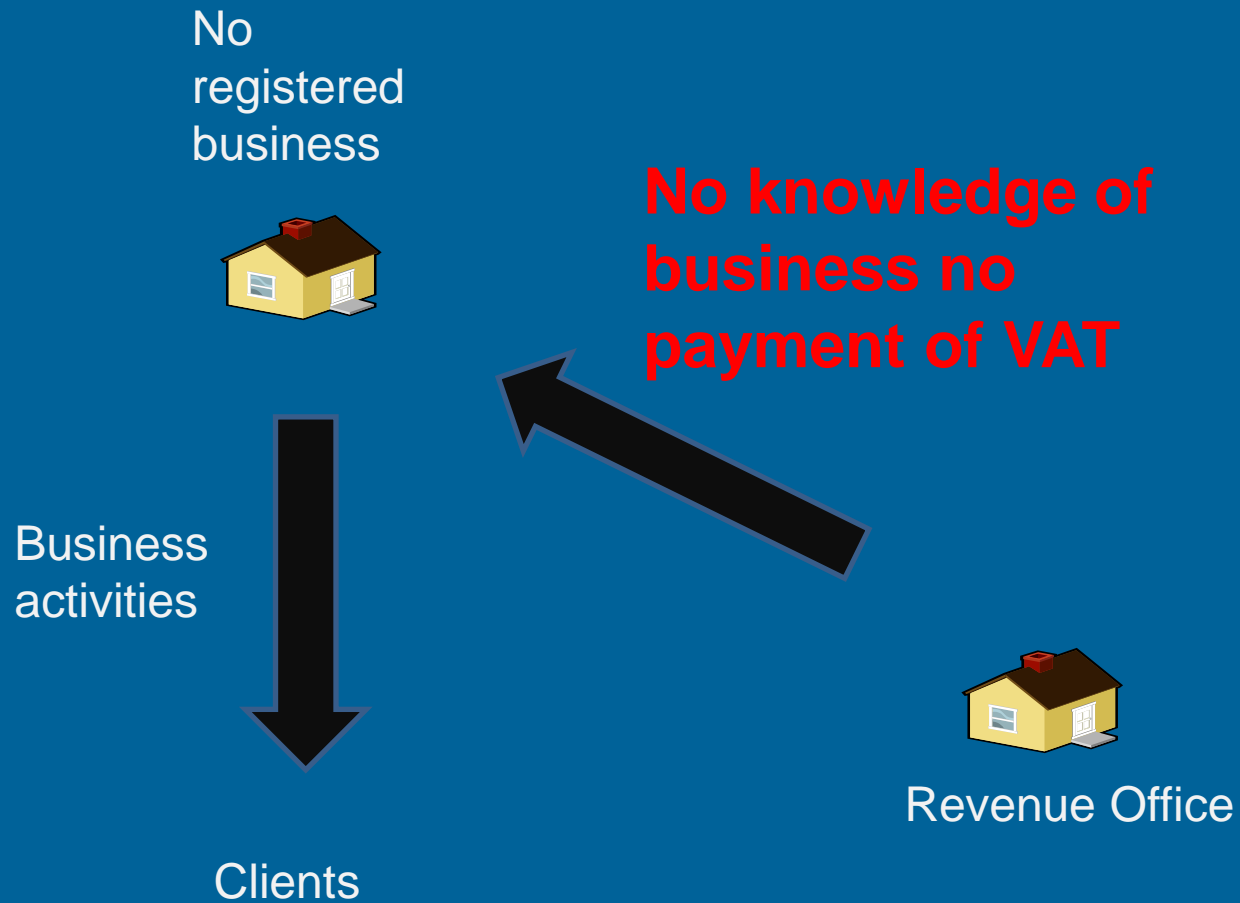 No
registered
business
No knowledge of
business no
payment of VAT
Business
activities
Revenue Office
Clients